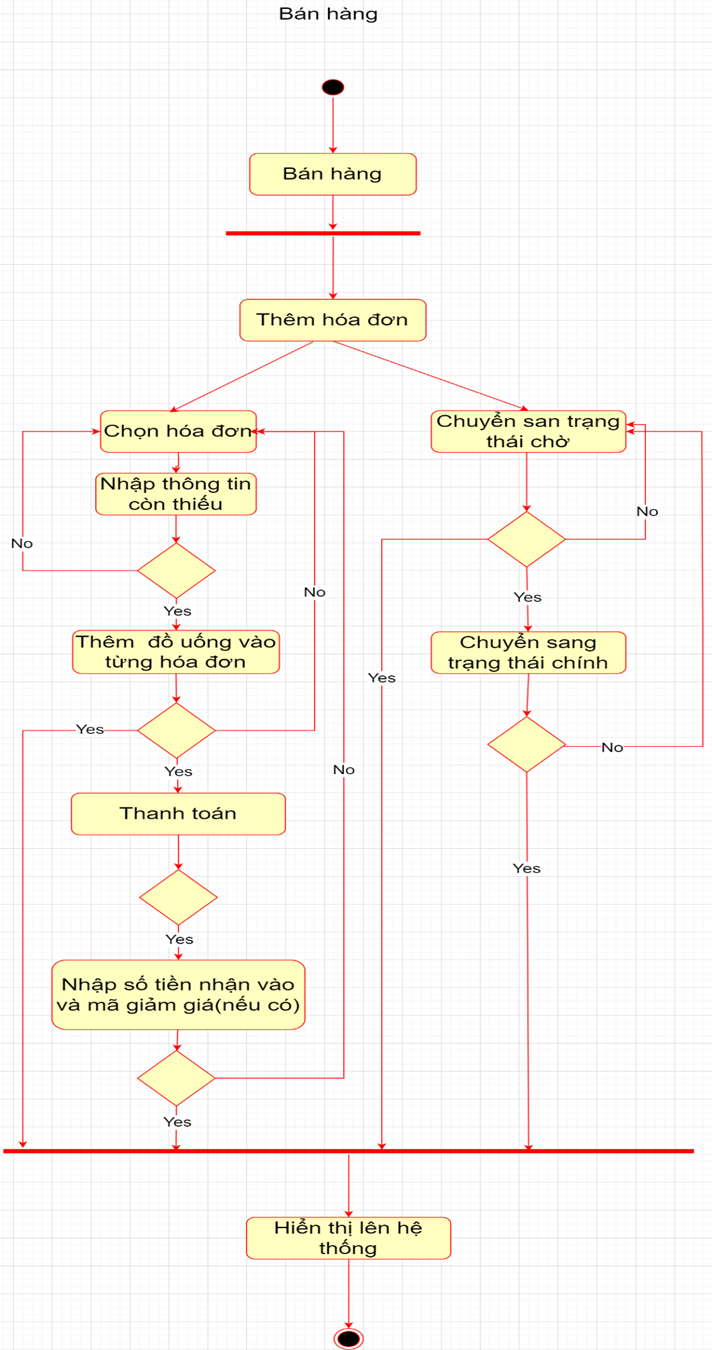 Bán hàng
Bán hàng
Thêm hóa đơn
Chọn hóa đơn
Chuyển san trạng
thái chờ
Nhập thông tin
còn thiếu
No
No
Yes
No
Yes
Thêm  đồ uống vào
từng hóa đơn
Chuyển sang
trạng thái chính
Yes
Yes
No
Yes
No
Thanh toán
Yes
Yes
Nhập số tiền nhận vào
và mã giảm giá(nếu có)
Yes
Hiển thị lên hệ
thống